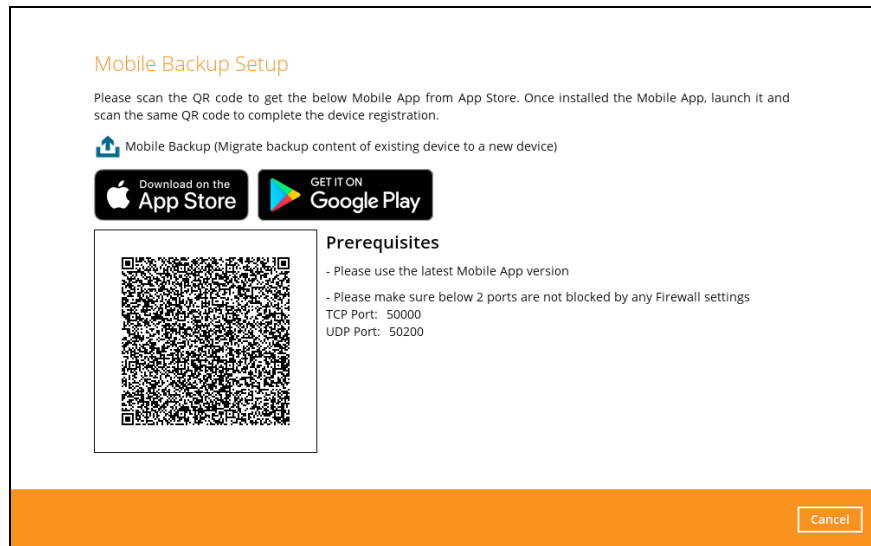 Mobile Backup Setup
Please scan the QR code to get the below Mobile App from App Store. Once installed the Mobile App, launch it and
scan the same QR code to complete the device registration.
Mobile Backup (Migrate backup content of existing device to a new device)
Download on the
App Store
GET IT ON
Google Play
Prerequisites
- Please use the latest Mobile App version
- Please make sure below 2 ports are not blocked by any Firewall settings
TCP Port: 50000
UDP Port: 50200
Cancel